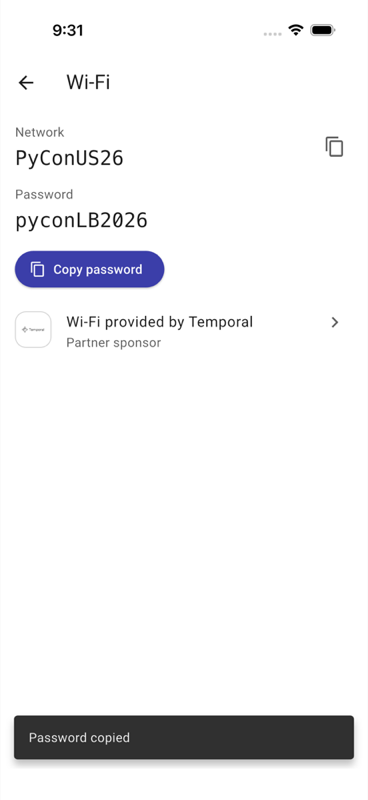 9:31
Wi-Fi
Network
PyConUS26
Password
pyconLB2026
Copy password
Temporal
Wi-Fi provided by Temporal
Partner sponsor
Password copied